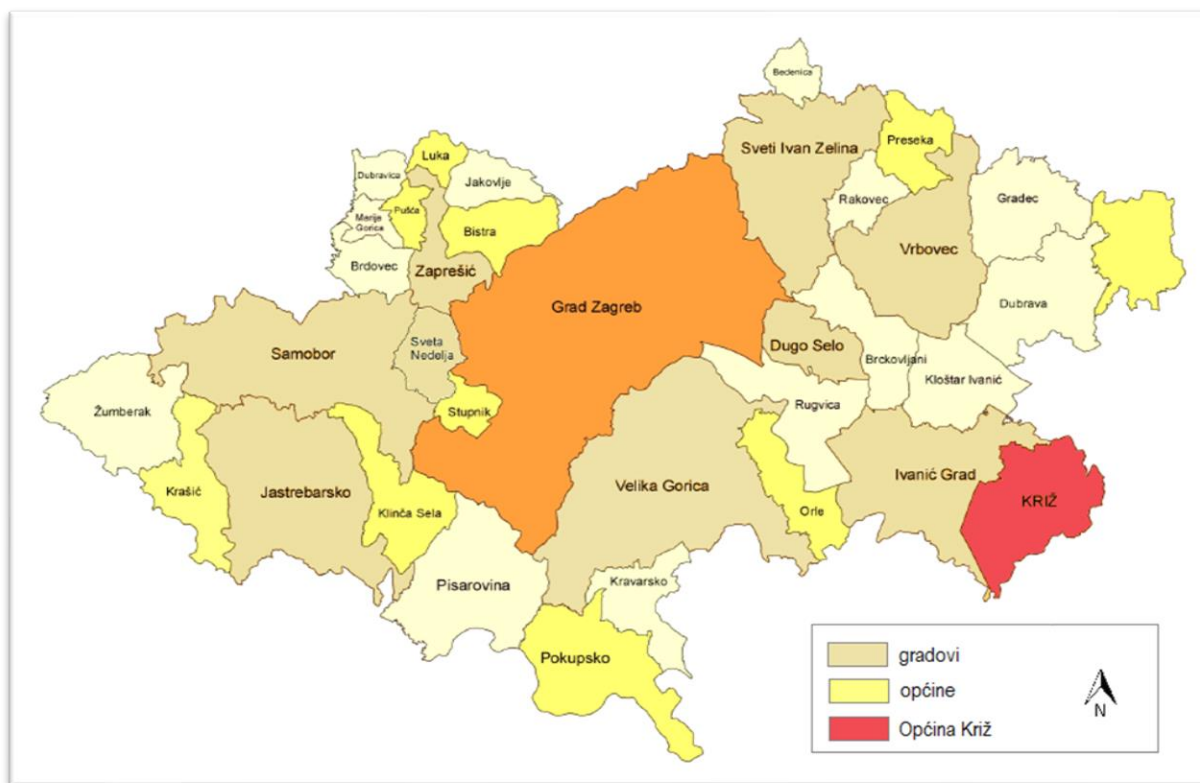 Bedenica
Sveti Ivan Zelina
Preseka
Luka
Dubravica
Jakovlje
Rakovec
Gradec
Pušća
Marija
Gorica
Bistra
Vrbovec
Brdovec
Zaprešić
Grad Zagreb
Dubrava
Samobor
Sveta
Nedelja
Dugo Selo
Brckovljani
Kloštar Ivanić
Žumberak
Stupnik
Rugvica
Ivanić Grad
Krašić
Jastrebarsko
Klinča Sela
Velika Gorica
Orle
KRIŽ
Pisarovina
Kravarsko
Pokupsko
gradovi
općine
Općina Križ
N